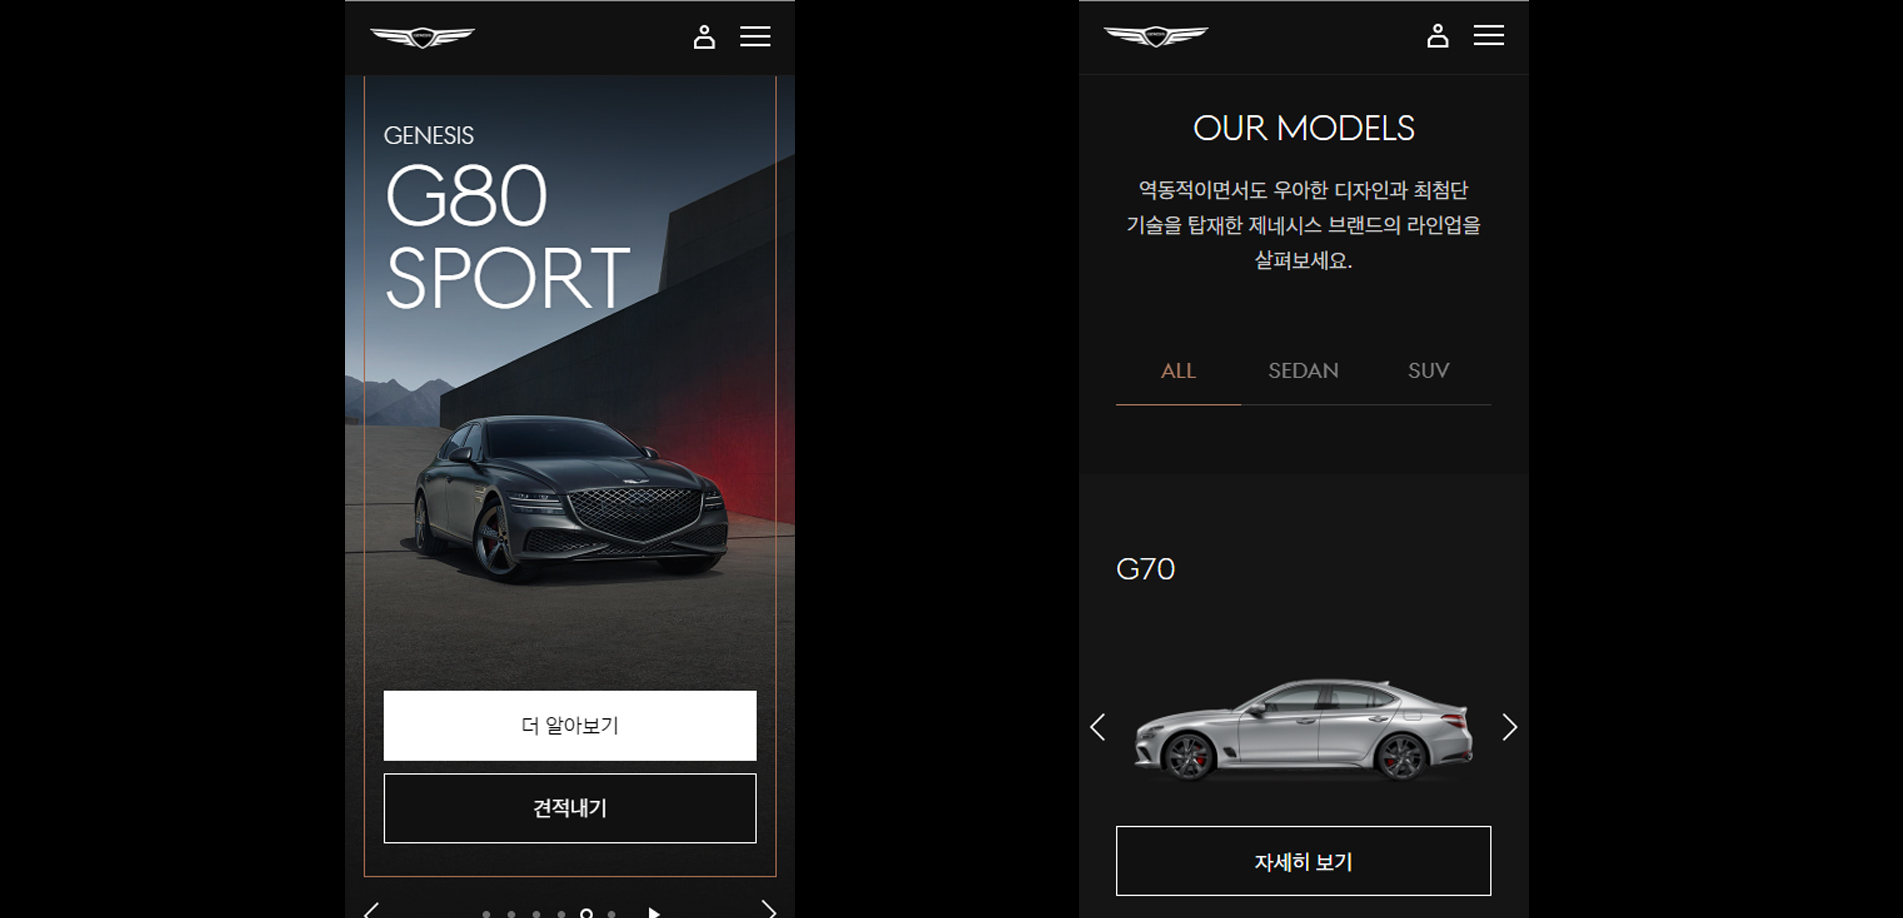 GENESIS
GENESIS
G80
SPORT
더 알아보기
견적내기
GENESIS
OUR MODELS
역동적이면서도 우아한 디자인과 최첨단
기술을 탑재한 제네시스 브랜드의 라인업을
살펴보세요.
ALL SEDAN SUV
G70
자세히 보기